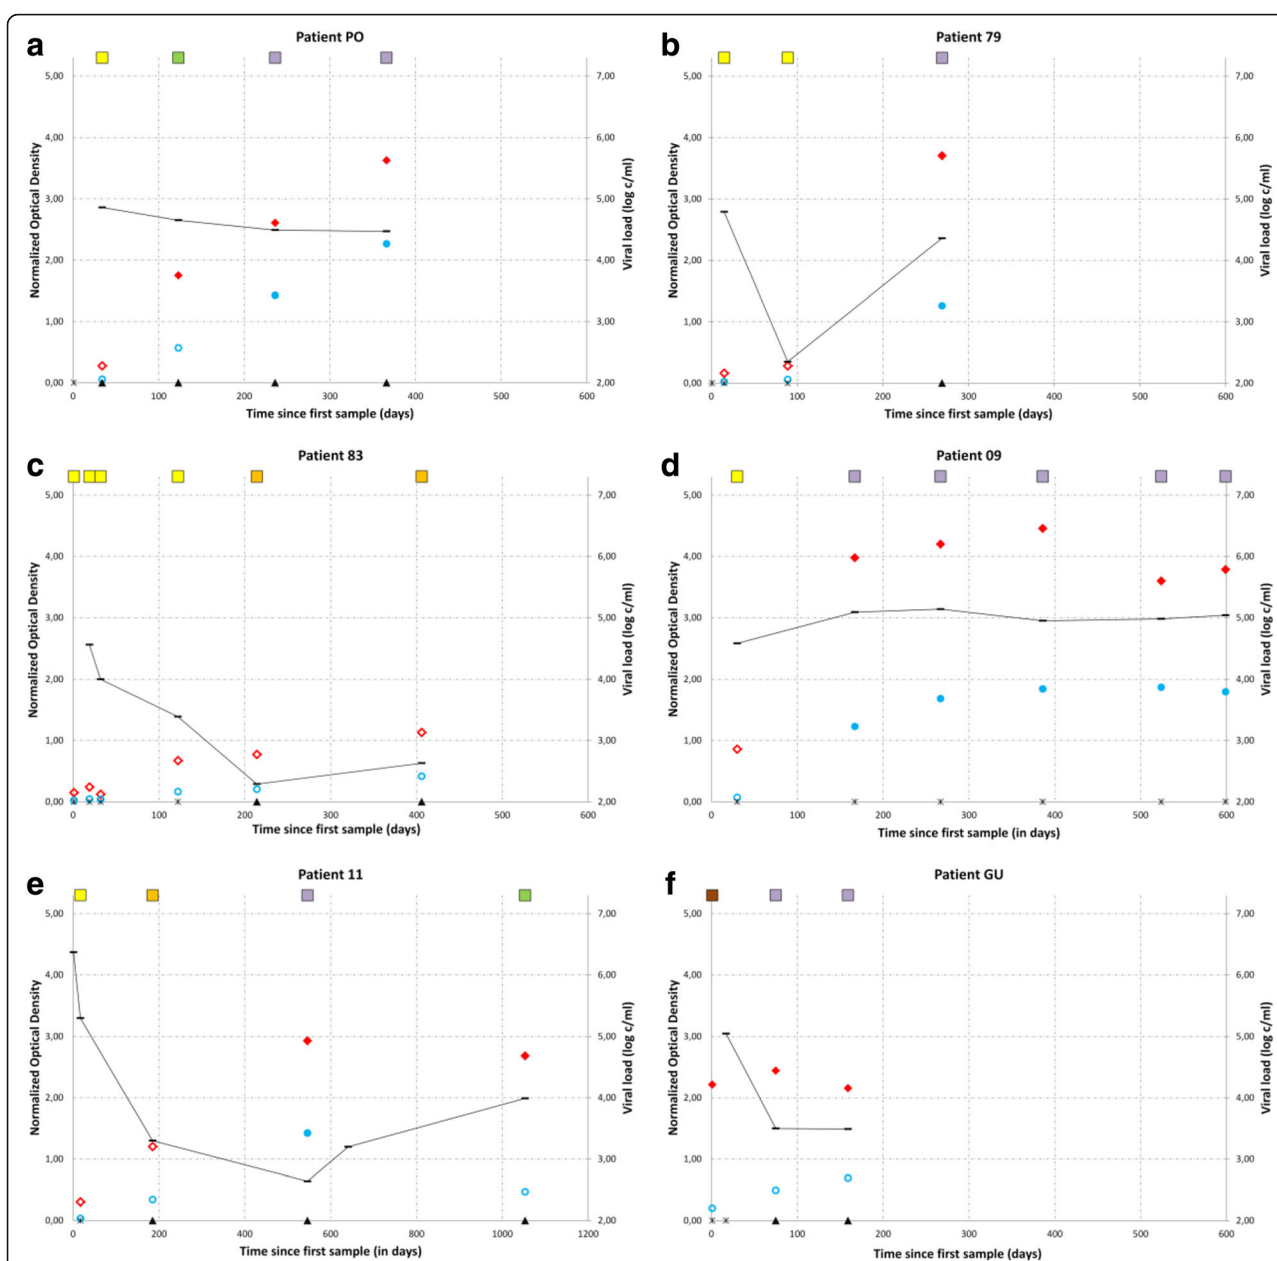 a
Patient PO
5,00
4,00
3,00
2,00
1,00
0,00
7,00
6,00
5,00
4,00
3,00
2,00
Normalized Optical Density
Viral load (log c/ml)
0 100 200 300 400 500 600
Time since first sample (days)
b
Patient 79
5,00
4,00
3,00
2,00
1,00
0,00
7,00
6,00
5,00
4,00
3,00
2,00
Normalized Optical Density
Viral load (log c/ml)
0 100 200 300 400 500 600
Time since first sample (days)
c
Patient 83
5,00
4,00
3,00
2,00
1,00
0,00
7,00
6,00
5,00
4,00
3,00
2,00
Normalized Optical Density
Viral load (log c/ml)
0 100 200 300 400 500 600
Time since first sample (days)
d
Patient 09
5,00
4,00
3,00
2,00
1,00
0,00
7,00
6,00
5,00
4,00
3,00
2,00
Normalized Optical Density
Viral load (log c/ml)
0 100 200 300 400 500 600
Time since first sample (in days)
e
Patient 11
5,00
4,00
3,00
2,00
1,00
0,00
7,00
6,00
5,00
4,00
3,00
2,00
Normalized Optical Density
Viral load (log c/ml)
0 200 400 600 800 1000 1200
Time since first sample (in days)
f
Patient GU
5,00
4,00
3,00
2,00
1,00
0,00
7,00
6,00
5,00
4,00
3,00
2,00
Normalized Optical Density
Viral load (log c/ml)
0 100 200 300 400 500 600
Time since first sample (days)